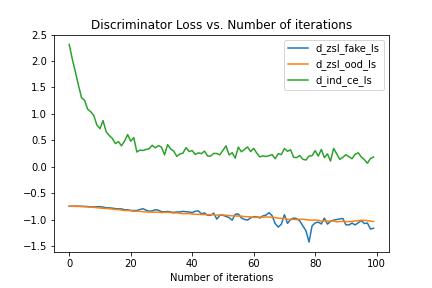 Discriminator Loss vs. Number of iterations
2.5
2.0
1.5
1.0
0.5
0.0
−0.5
−1.0
−1.5
d_zsl_fake_ls
d_zsl_ood_ls
d_ind_ce_ls
0 20 40 60 80 100
Number of iterations